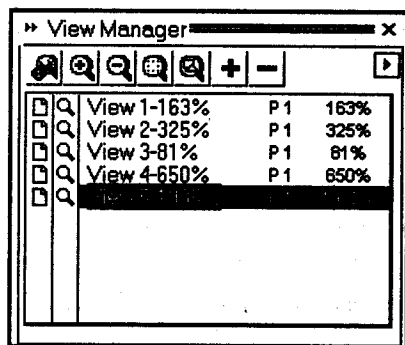 View Manager
View 1-163% P 1 163%
View 2-325% P 1 325%
View 3-81% P 1 81%
View 4-650% P 1 650%